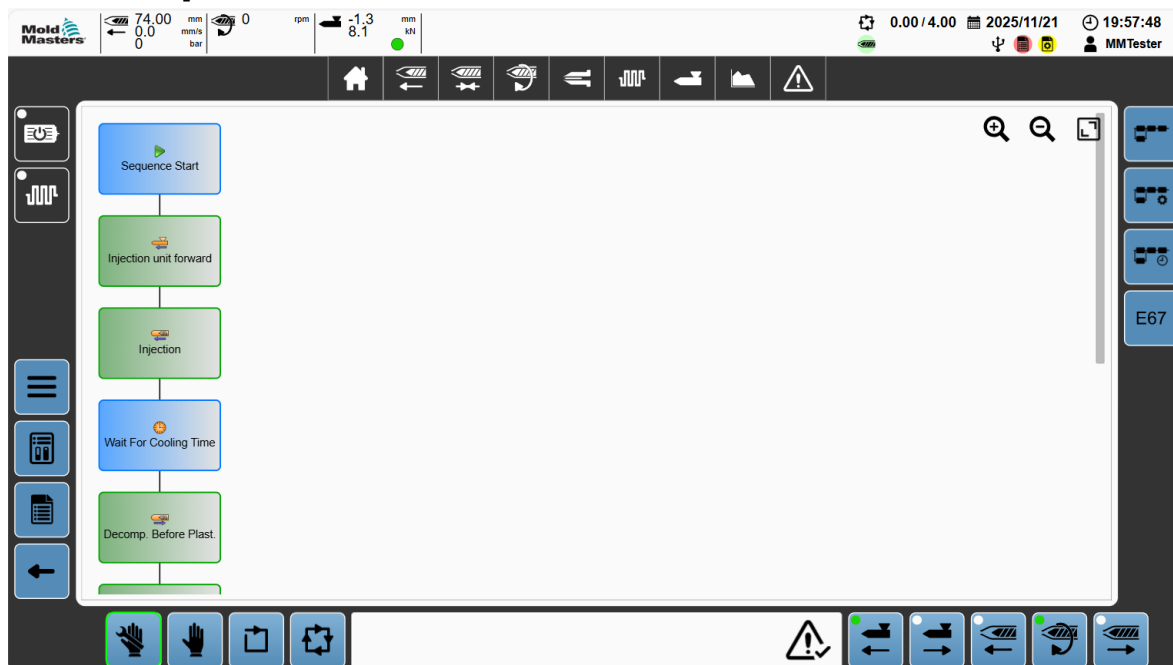 Mold
Masters
74.00 mm
0.0 mm/s
0 bar
0 rpm
-1.3 mm
8.1 kN
0.00 / 4.00
2025/11/21
19:57:48
MMTester
Sequence Start
Injection unit forward
Injection
Wait For Cooling Time
Decomp. Before Plast.
E67